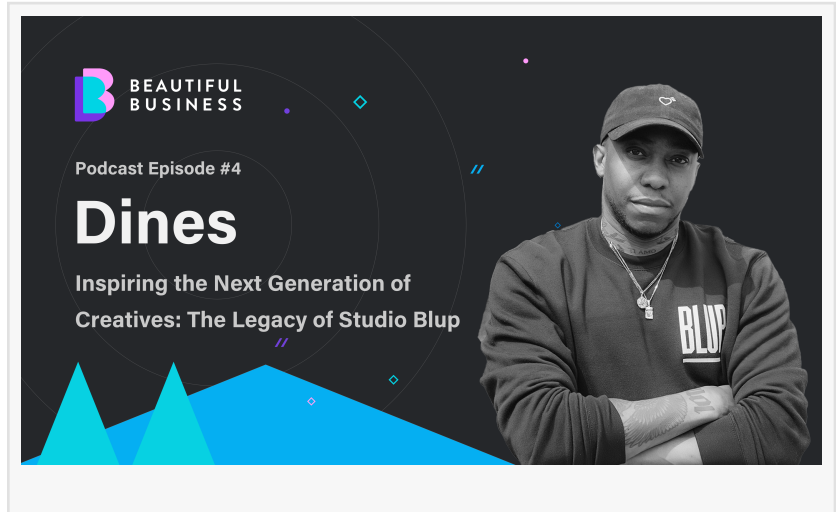 BEAUTIFUL
BUSINESS
Podcast Episode #4
Dines
Inspiring the Next Generation of
Creatives: The Legacy of Studio Blup
BLUP